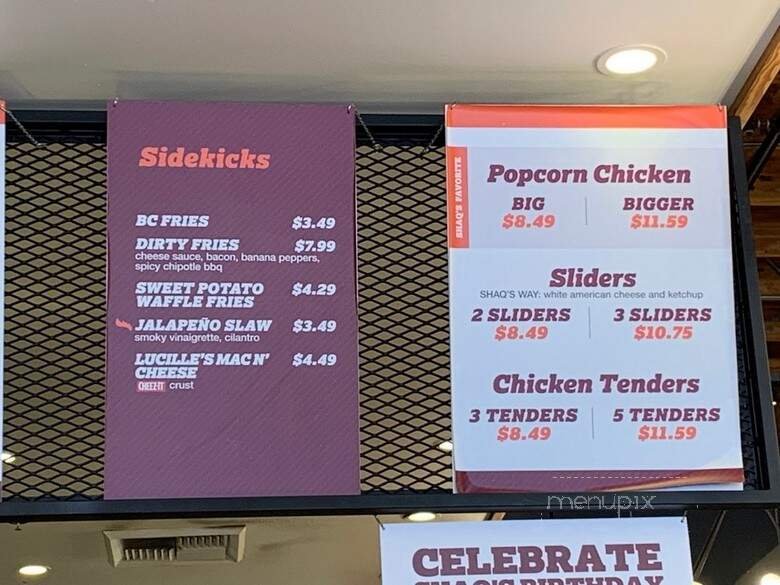 Sidekicks
BC FRIES $3.49
DIRTY FRIES $7.99
cheese sauce, bacon, banana peppers,
spicy chipotle bbq
SWEET POTATO $4.29
WAFFLE FRIES
JALAPEÑO SLAW $3.49
smoky vinaigrette, cilantro
LUCILLE'S MAC N' $4.49
CHEESE
CHEEZ-IT crust
SHAQ'S FAVORITE
Popcorn Chicken
BIG BIGGER
$8.49 $11.59
Sliders
SHAQ'S WAY: white american cheese and ketchup
2 SLIDERS 3 SLIDERS
$8.49 $10.75
Chicken Tenders
3 TENDERS 5 TENDERS
$8.49 $11.59
menupix
CELEBRATE
SHAQ'S BIRTHDAY